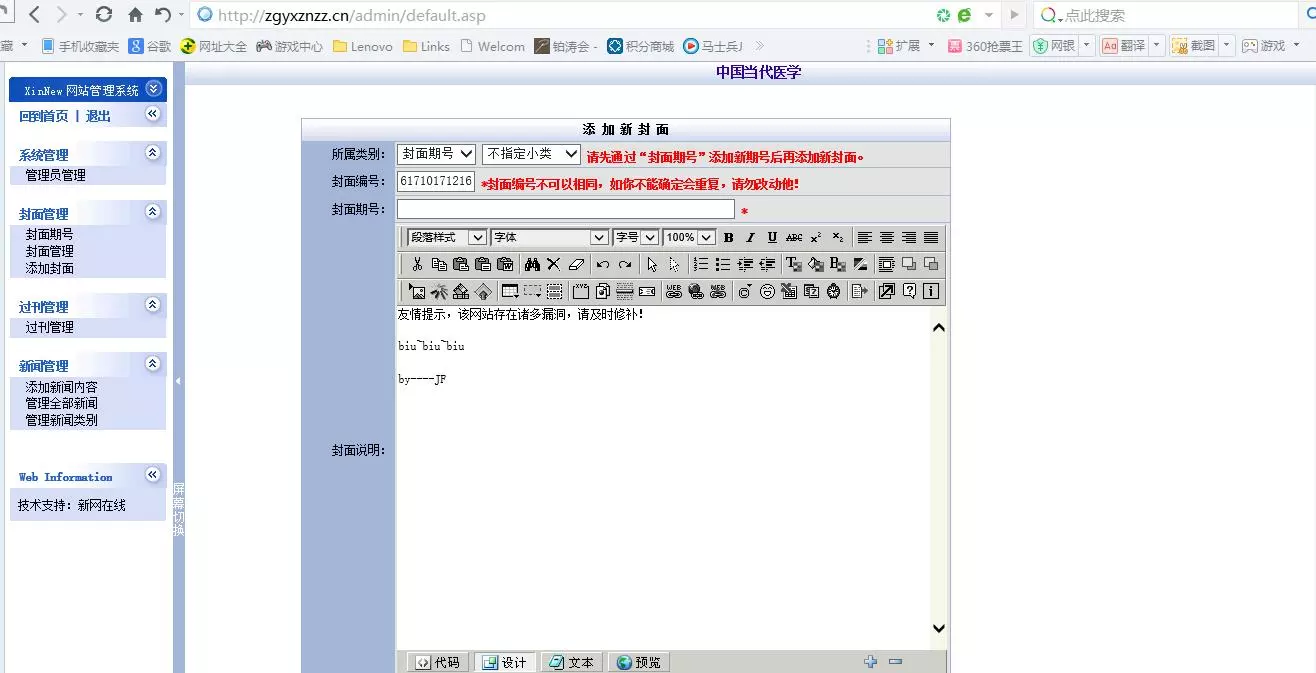 http://zgyxznzz.cn/admin/default.asp
点此搜索
藏 手机收藏夹 谷歌 网址大全 游戏中心 Lenovo Links Welcom 铂涛会 - 积分商城 马士兵J 扩展 360抢票王 网银 翻译 截图 游戏
XinNew 网站管理系统
回到首页 | 退出
系统管理
管理员管理
封面管理
封面期号
封面管理
添加封面
过刊管理
过刊管理
新闻管理
添加新闻内容
管理全部新闻
管理新闻类别
Web Information
技术支持：新网在线
屏幕切换
中国当代医学
添 加 新 封 面
所属类别： 封面期号 不指定小类 请先通过“封面期号”添加新期号后再添加新封面。
封面编号： 61710171216 *封面编号不可以相同，如你不能确定会重复，请勿改动他！
封面期号： *
段落样式 字体 字号 100% B I U ABC x² x₂
封面说明：
友情提示，该网站存在诸多漏洞，请及时修补！
biu~biu~biu
by----JF
代码 设计 文本 预览